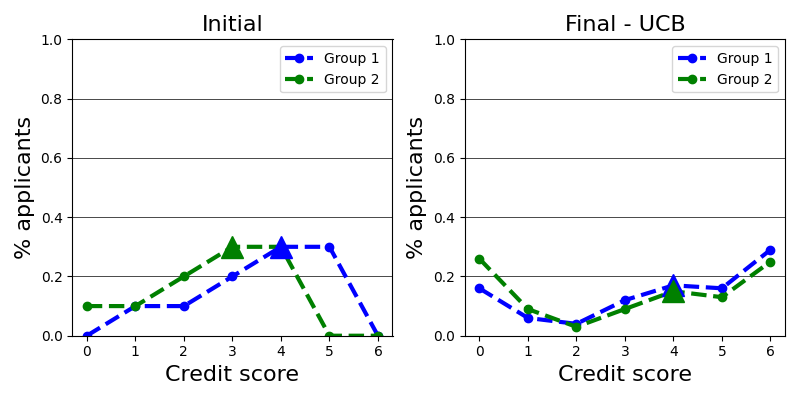 Initial
Final - UCB
% applicants
1.0
0.8
0.6
0.4
0.2
0.0
0 1 2 3 4 5 6
Credit score
Group 1
Group 2
% applicants
1.0
0.8
0.6
0.4
0.2
0.0
0 1 2 3 4 5 6
Credit score
Group 1
Group 2